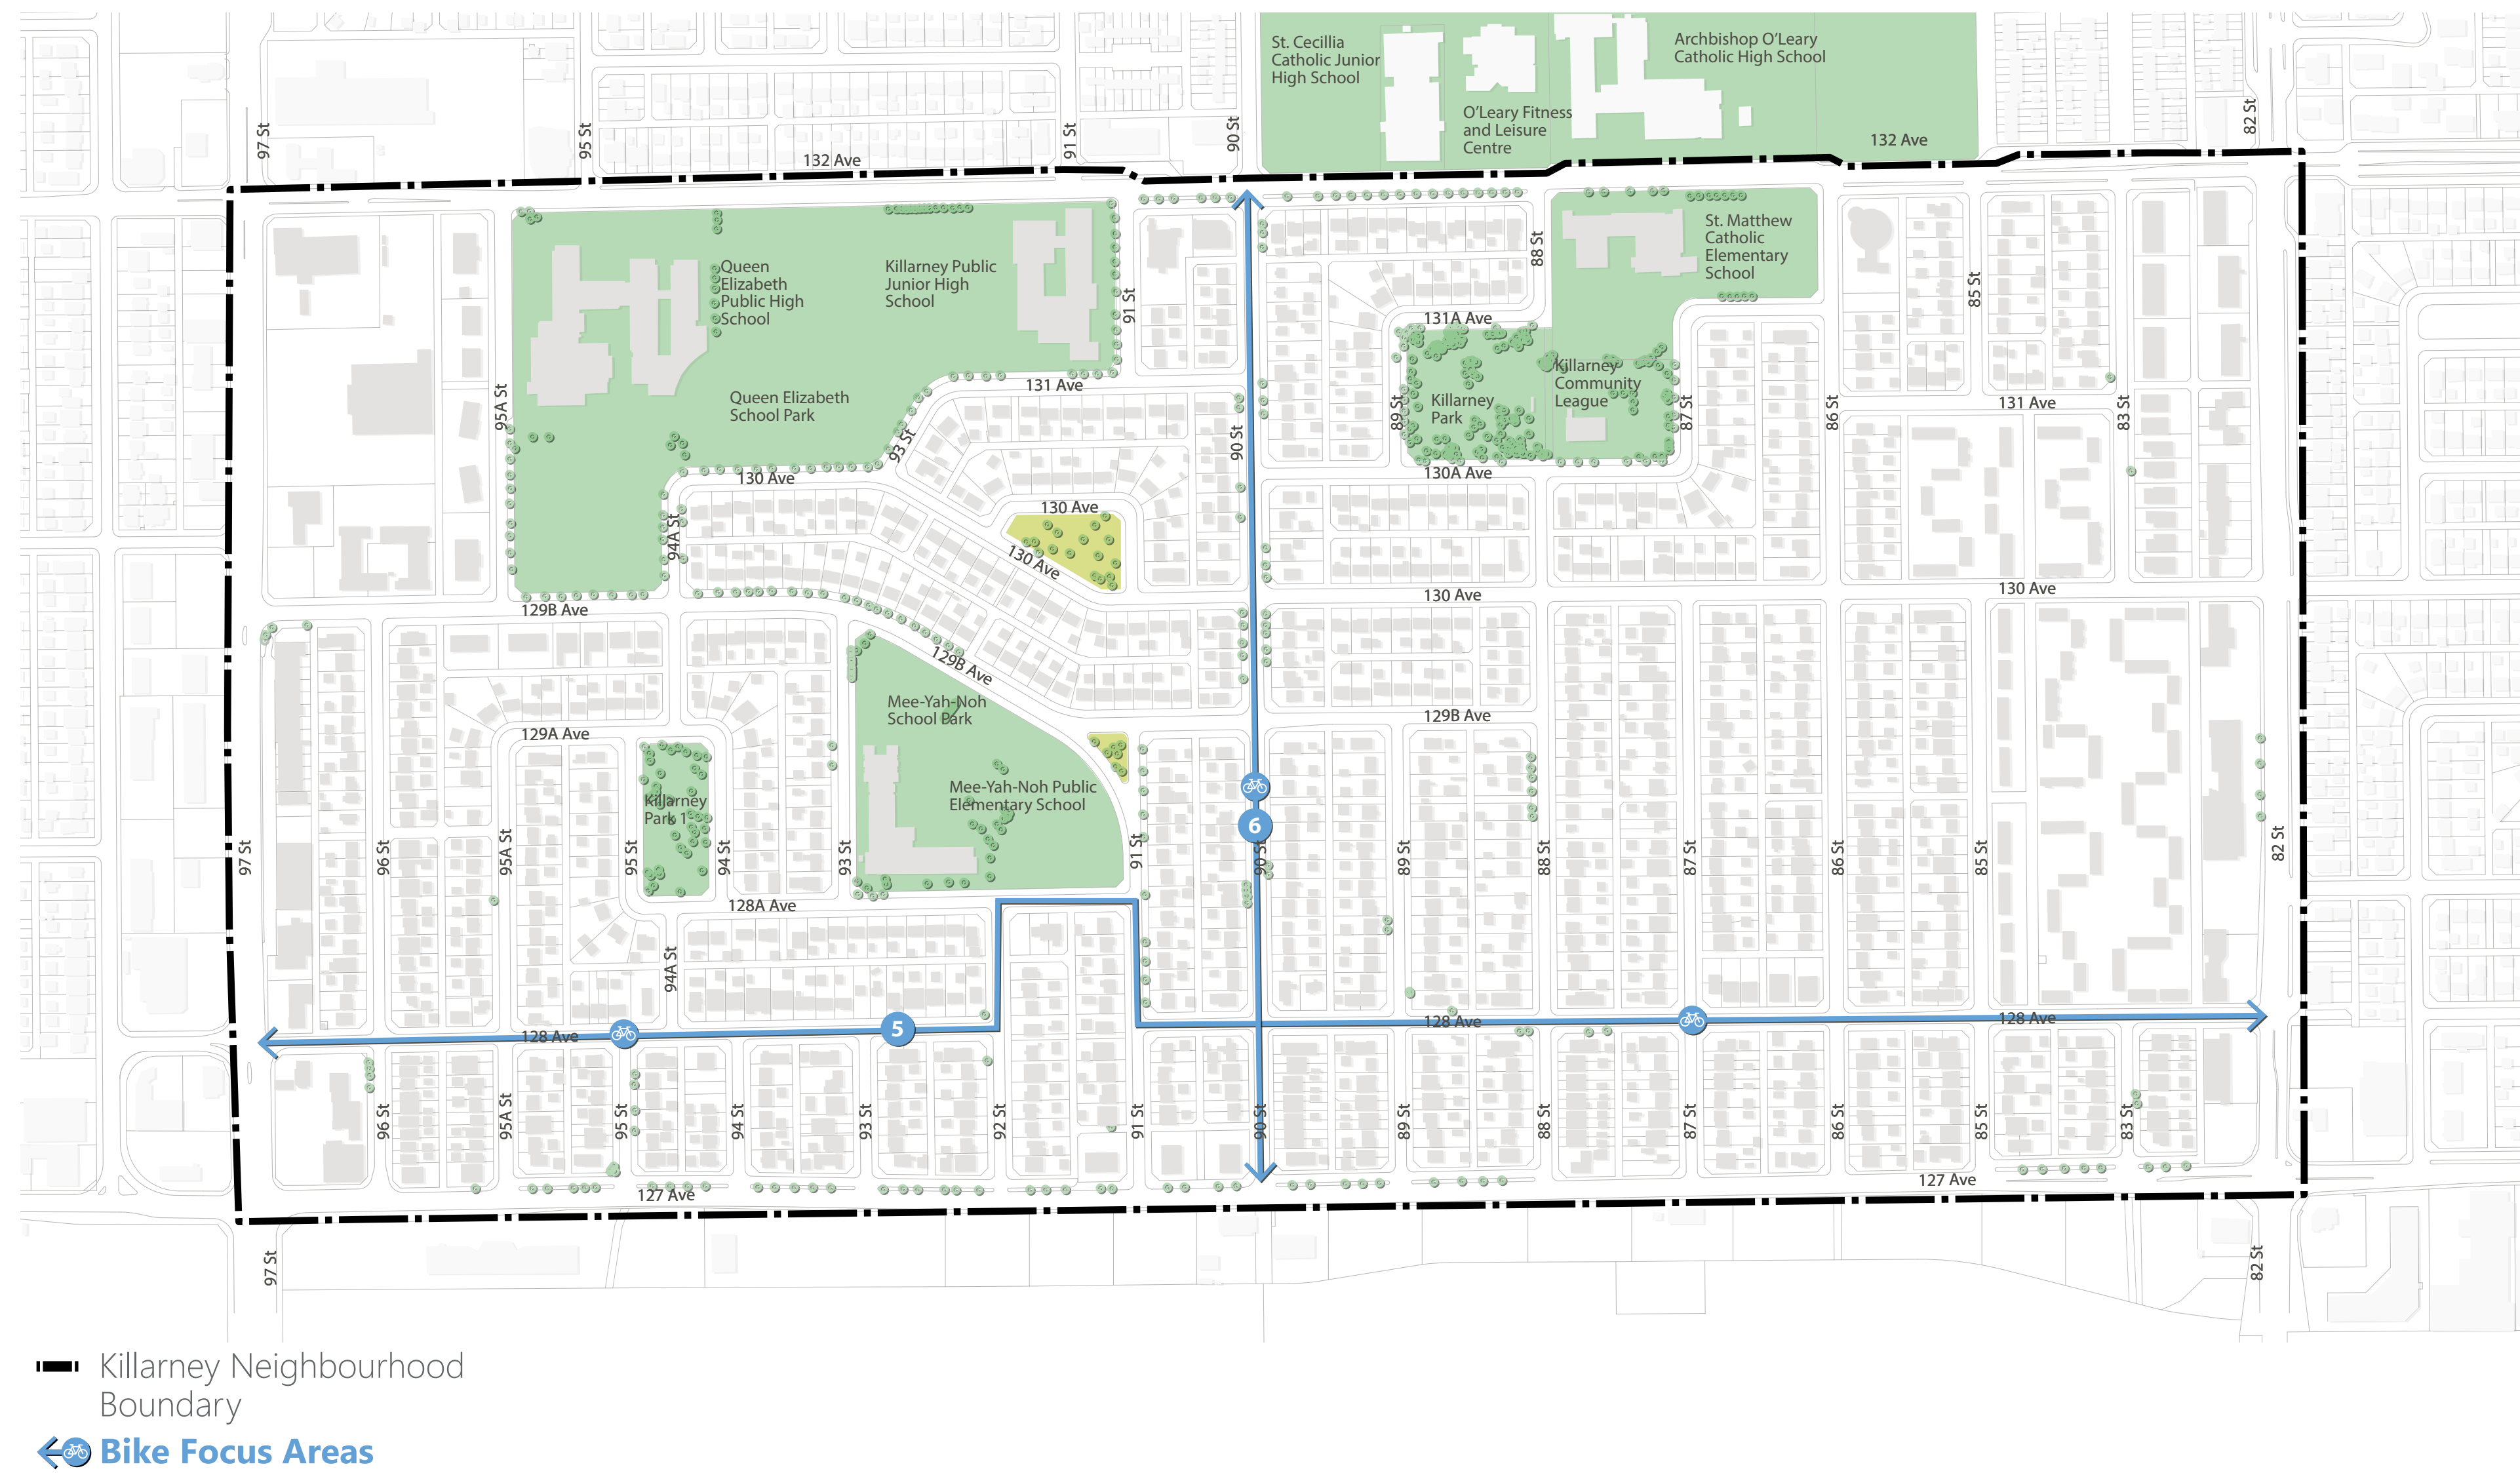 St. Cecillia
Catholic Junior
High School
Archbishop O'Leary
Catholic High School
O'Leary Fitness
and Leisure
Centre
97 St
95 St
91 St
90 St
82 St
132 Ave
132 Ave
Queen
Elizabeth
Public High
School
Killarney Public
Junior High
School
St. Matthew
Catholic
Elementary
School
88 St
91 St
85 St
131A Ave
Queen Elizabeth
School Park
131 Ave
Killarney
Park
Killarney
Community
League
95A St
93 St
90 St
89 St
87 St
86 St
131 Ave
83 St
130 Ave
130A Ave
94A St
130 Ave
130 Ave
129B Ave
130 Ave
130 Ave
129B Ave
Mee-Yah-Noh
School Park
129B Ave
129A Ave
Killarney
Park 1
Mee-Yah-Noh Public
Elementary School
6
97 St
96 St
95A St
95 St
94 St
93 St
91 St
90 St
89 St
88 St
87 St
86 St
85 St
82 St
128A Ave
94A St
128 Ave
5
128 Ave
128 Ave
96 St
95A St
95 St
94 St
93 St
92 St
91 St
90 St
89 St
88 St
87 St
86 St
85 St
83 St
127 Ave
127 Ave
97 St
82 St
Killarney Neighbourhood
Boundary
Bike Focus Areas